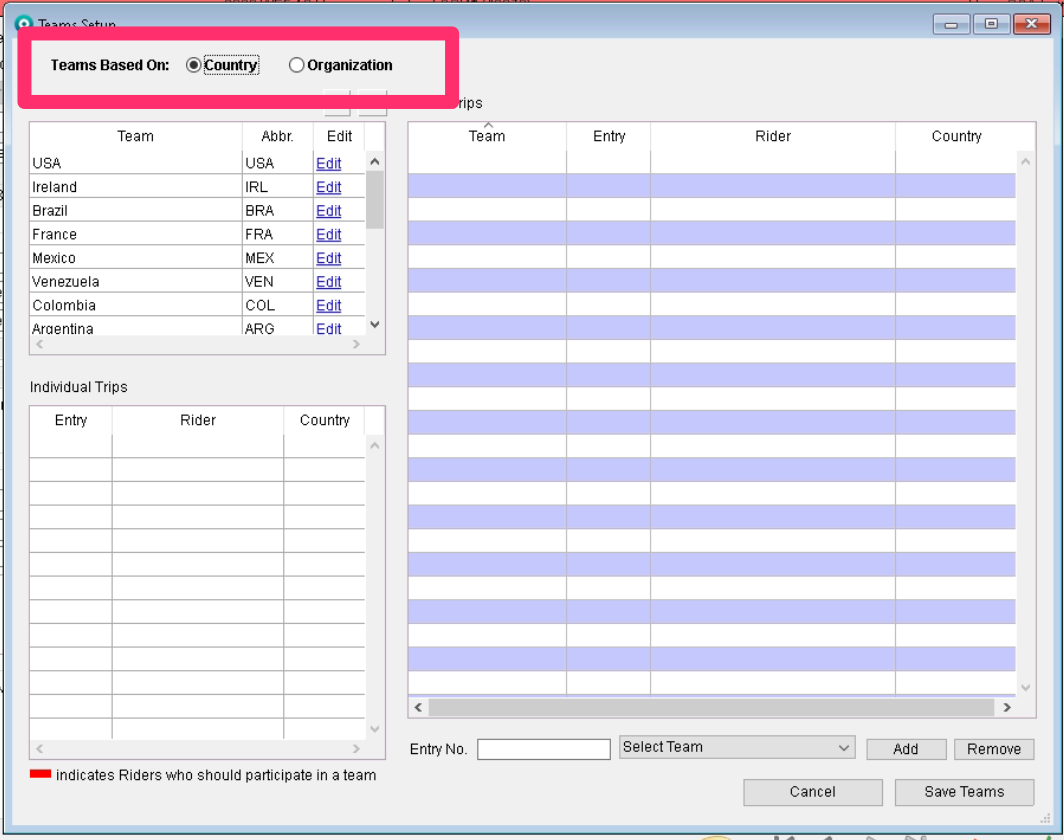 Teams Setup
Teams Based On: Country Organization
rips
Team Abbr. Edit
USA USA Edit
Ireland IRL Edit
Brazil BRA Edit
France FRA Edit
Mexico MEX Edit
Venezuela VEN Edit
Colombia COL Edit
Argentina ARG Edit
Individual Trips
Entry Rider Country
indicates Riders who should participate in a team
Team Entry Rider Country
Entry No. Select Team Add Remove
Cancel Save Teams